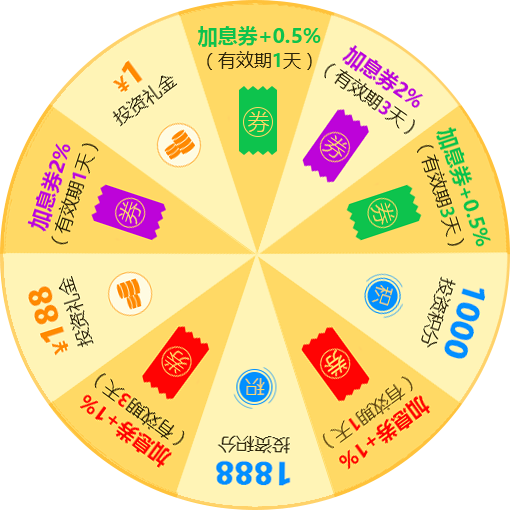 加息券+0.5%
（有效期1天）
券
加息券2%
（有效期3天）
券
加息券+0.5%
（有效期3天）
券
1000
投资积分
积
加息券+1%
（有效期1天）
券
1888
投资积分
积
加息券+1%
（有效期3天）
券
¥188
投资礼金
加息券2%
（有效期1天）
券
¥1
投资礼金